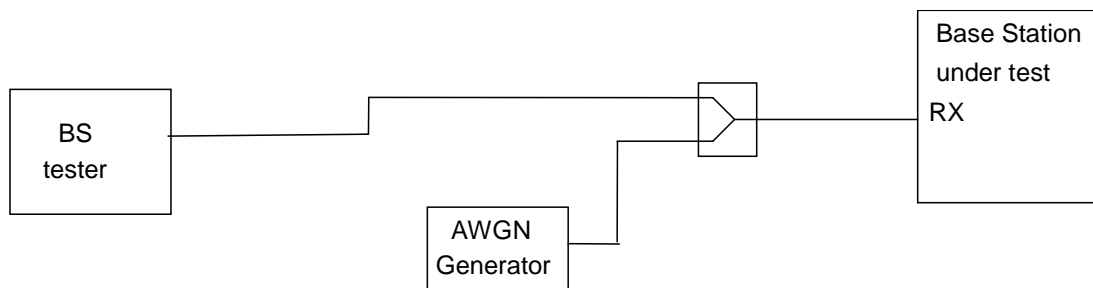 BS
tester
AWGN
Generator
Base Station
under test
RX